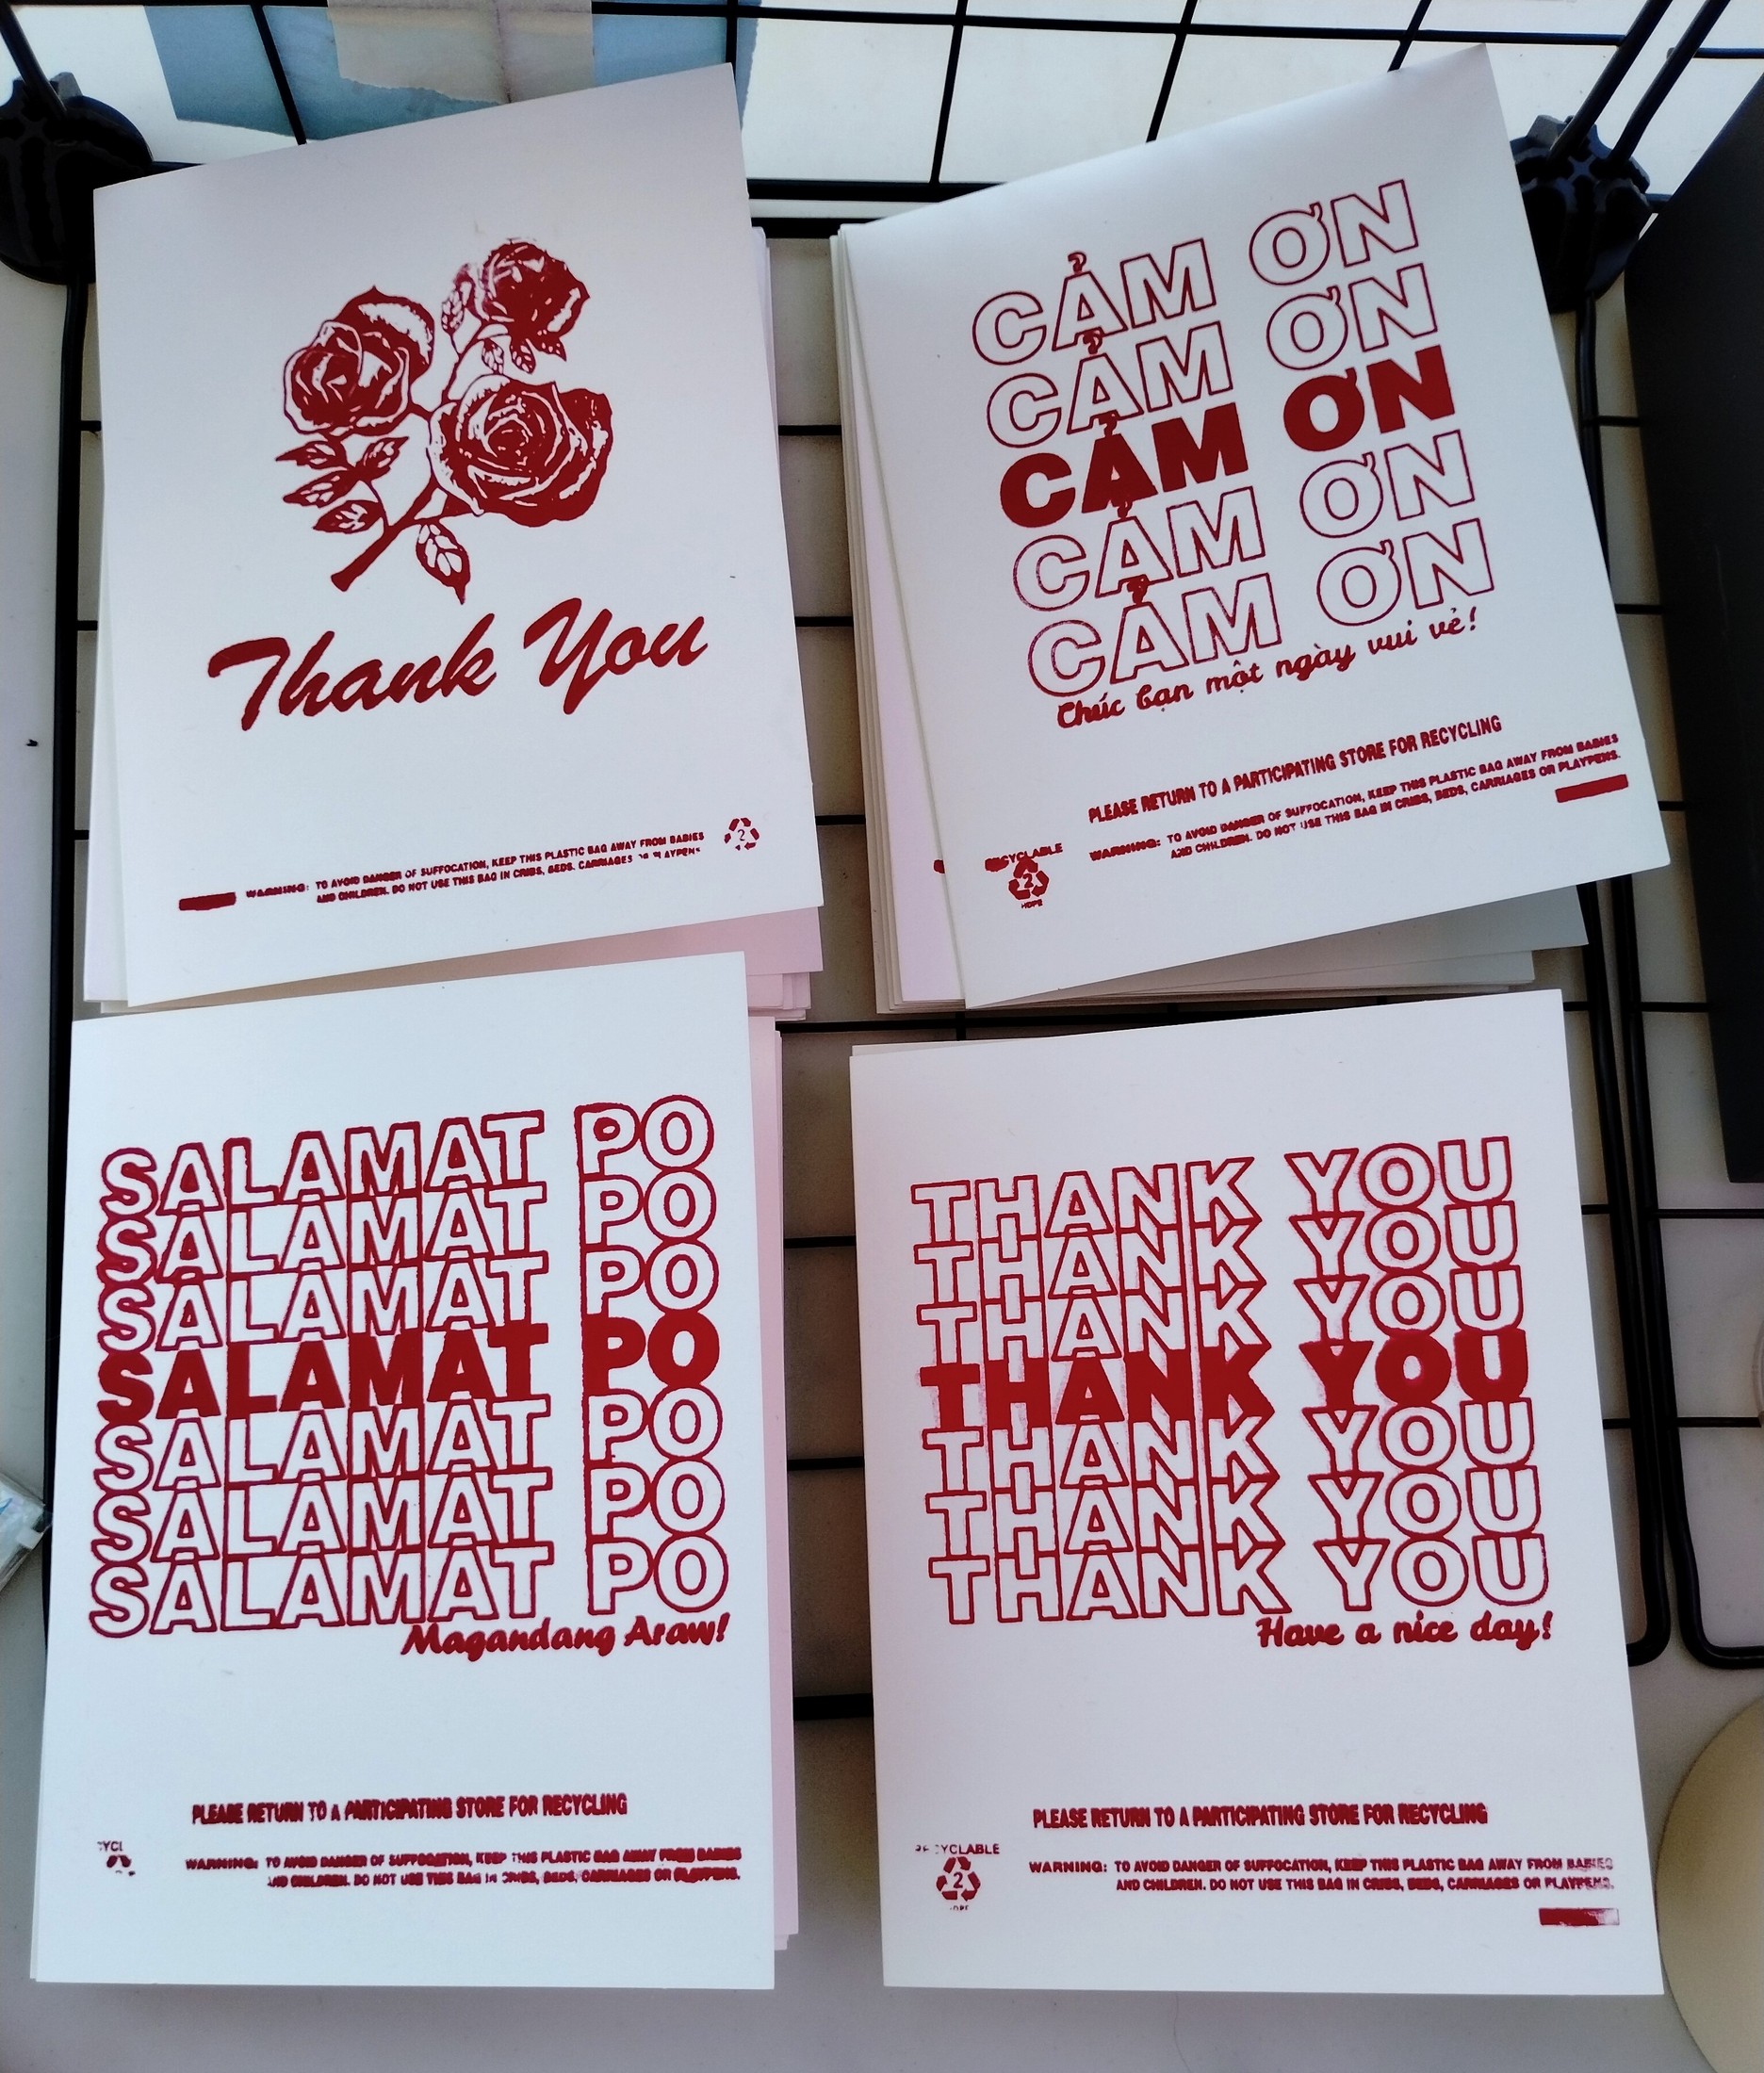 Thank You
WARNING: TO AVOID DANGER OF SUFFOCATION, KEEP THIS PLASTIC BAG AWAY FROM BABIES
AND CHILDREN. DO NOT USE THIS BAG IN CRIBS, BEDS, CARRIAGES OR PLAYPENS
2
CẢM ƠN
CẢM ƠN
CẢM ƠN
CẢM ƠN
CẢM ƠN
Chúc bạn một ngày vui vẻ!
PLEASE RETURN TO A PARTICIPATING STORE FOR RECYCLING
RECYCLABLE
2
HDPE
WARNING: TO AVOID DANGER OF SUFFOCATION, KEEP THIS PLASTIC BAG AWAY FROM BABIES
AND CHILDREN. DO NOT USE THIS BAG IN CRIBS, BEDS, CARRIAGES OR PLAYPENS.
SALAMAT PO
SALAMAT PO
SALAMAT PO
SALAMAT PO
SALAMAT PO
SALAMAT PO
SALAMAT PO
Magandang Araw!
PLEASE RETURN TO A PARTICIPATING STORE FOR RECYCLING
WARNING: TO AVOID DANGER OF SUFFOCATION, KEEP THIS PLASTIC BAG AWAY FROM BABIES
AND CHILDREN. DO NOT USE THIS BAG IN CRIBS, BEDS, CARRIAGES OR PLAYPENS.
THANK YOU
THANK YOU
THANK YOU
THANK YOU
THANK YOU
THANK YOU
THANK YOU
Have a nice day!
PLEASE RETURN TO A PARTICIPATING STORE FOR RECYCLING
RECYCLABLE
2
WARNING: TO AVOID DANGER OF SUFFOCATION, KEEP THIS PLASTIC BAG AWAY FROM BABIES
AND CHILDREN. DO NOT USE THIS BAG IN CRIBS, BEDS, CARRIAGES OR PLAYPENS.